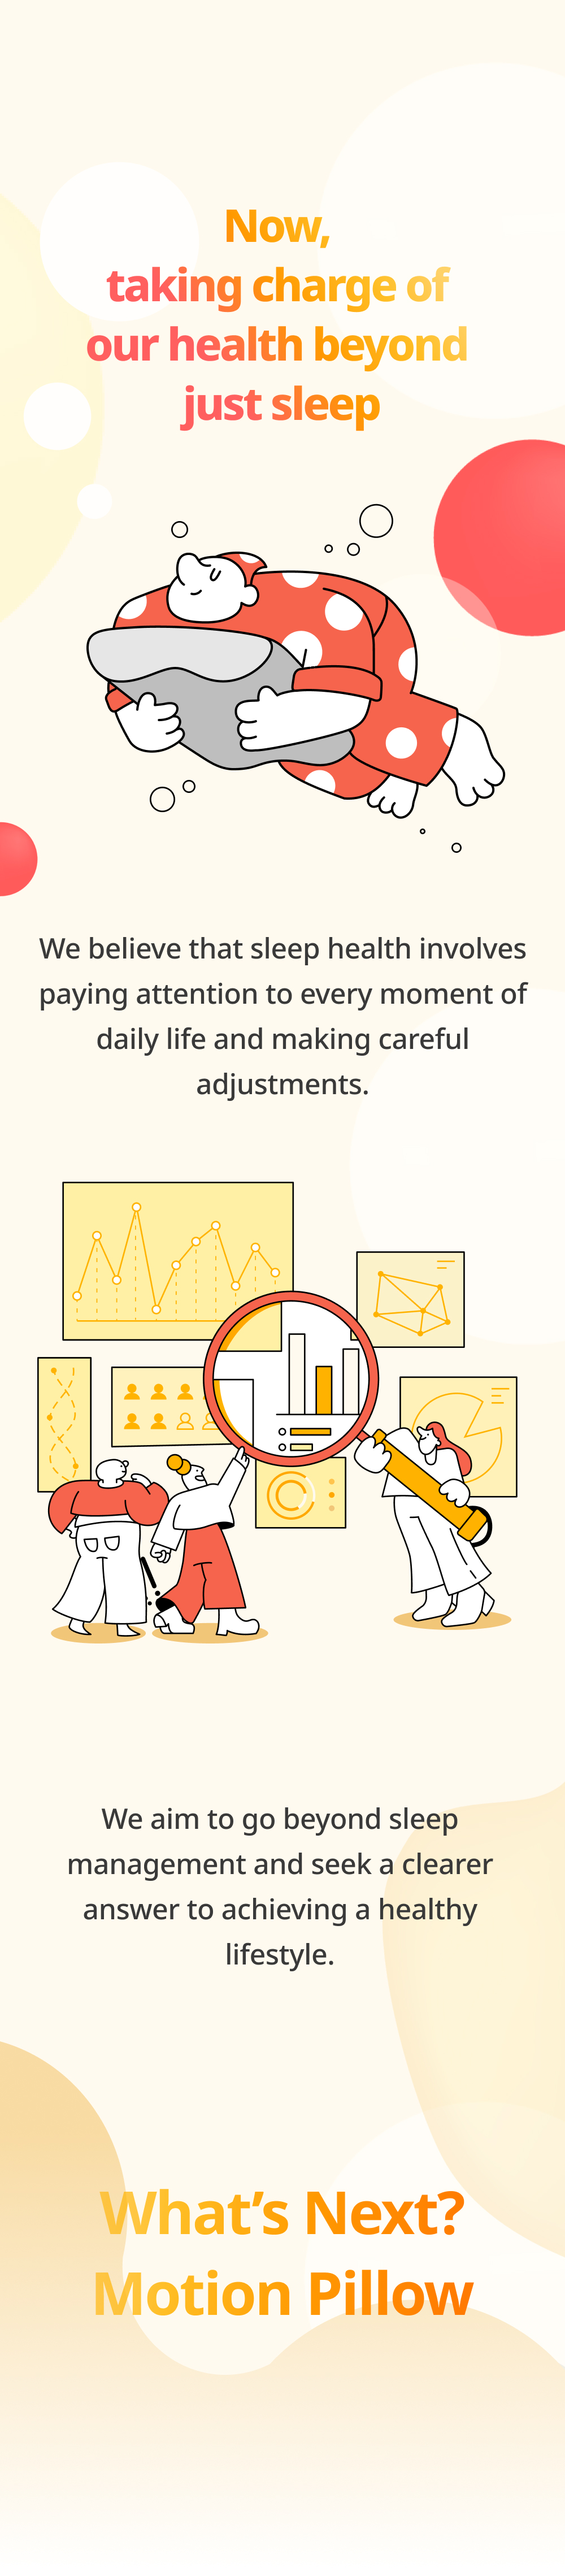 Now,
taking charge of
our health beyond
just sleep
We believe that sleep health involves
paying attention to every moment of
daily life and making careful
adjustments.
We aim to go beyond sleep
management and seek a clearer
answer to achieving a healthy
lifestyle.
What’s Next?
Motion Pillow